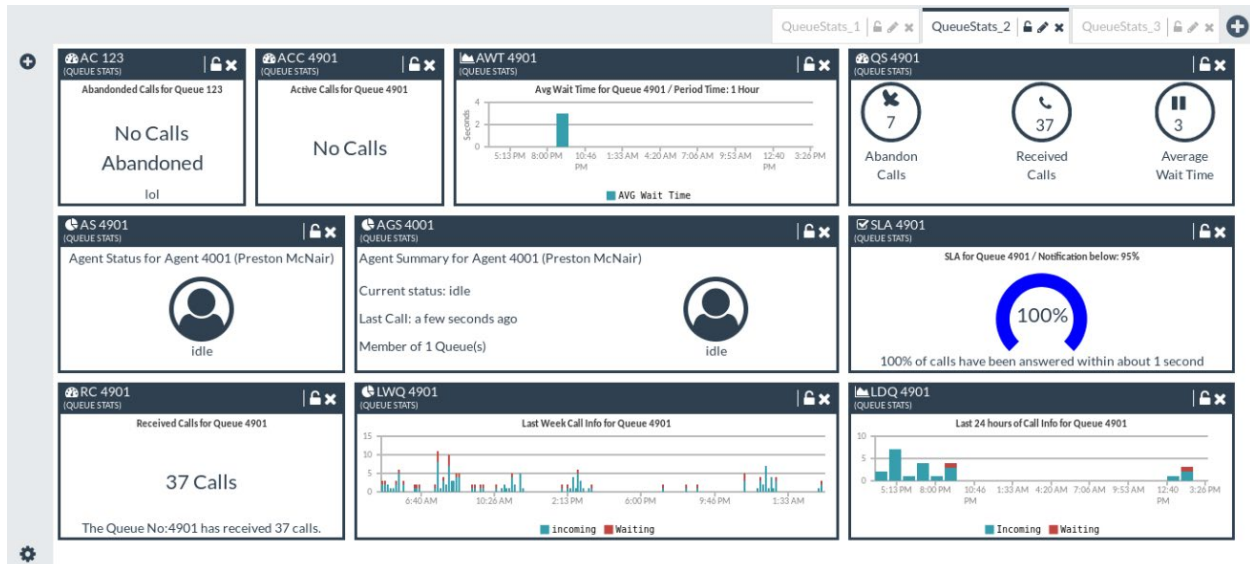 QueueStats_1
QueueStats_2
QueueStats_3
AC 123
(QUEUE STATS)
Abandonded Calls for Queue 123
No Calls
Abandoned
lol
ACC 4901
(QUEUE STATS)
Active Calls for Queue 4901
No Calls
AWT 4901
(QUEUE STATS)
Avg Wait Time for Queue 4901 / Period Time: 1 Hour
Seconds
4
2
0
5:13 PM 8:00 PM 10:46 PM 1:33 AM 4:20 AM 7:06 AM 9:53 AM 12:40 PM 3:26 PM
AVG Wait Time
QS 4901
(QUEUE STATS)
7
Abandon
Calls
37
Received
Calls
3
Average
Wait Time
AS 4901
(QUEUE STATS)
Agent Status for Agent 4001 (Preston McNair)
idle
AGS 4001
(QUEUE STATS)
Agent Summary for Agent 4001 (Preston McNair)
Current status: idle
Last Call: a few seconds ago
Member of 1 Queue(s)
idle
SLA 4901
(QUEUE STATS)
SLA for Queue 4901 / Notification below: 95%
100%
100% of calls have been answered within about 1 second
RC 4901
(QUEUE STATS)
Received Calls for Queue 4901
37 Calls
The Queue No:4901 has received 37 calls.
LWQ 4901
(QUEUE STATS)
Last Week Call Info for Queue 4901
15
10
5
0
6:40 AM 10:26 AM 2:13 PM 6:00 PM 9:46 PM 1:33 AM
incoming Waiting
LDQ 4901
(QUEUE STATS)
Last 24 hours of Call Info for Queue 4901
10
5
0
5:13 PM 8:00 PM 10:46 PM 1:33 AM 4:20 AM 7:06 AM 9:53 AM 12:40 PM 3:26 PM
Incoming Waiting